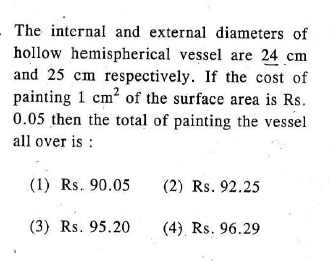 The internal and external diameters of
hollow hemispherical vessel are 24 cm
and 25 cm respectively. If the cost of
painting 1 cm² of the surface area is Rs.
0.05 then the total of painting the vessel
all over is :
(1) Rs. 90.05 (2) Rs. 92.25
(3) Rs. 95.20 (4) Rs. 96.29